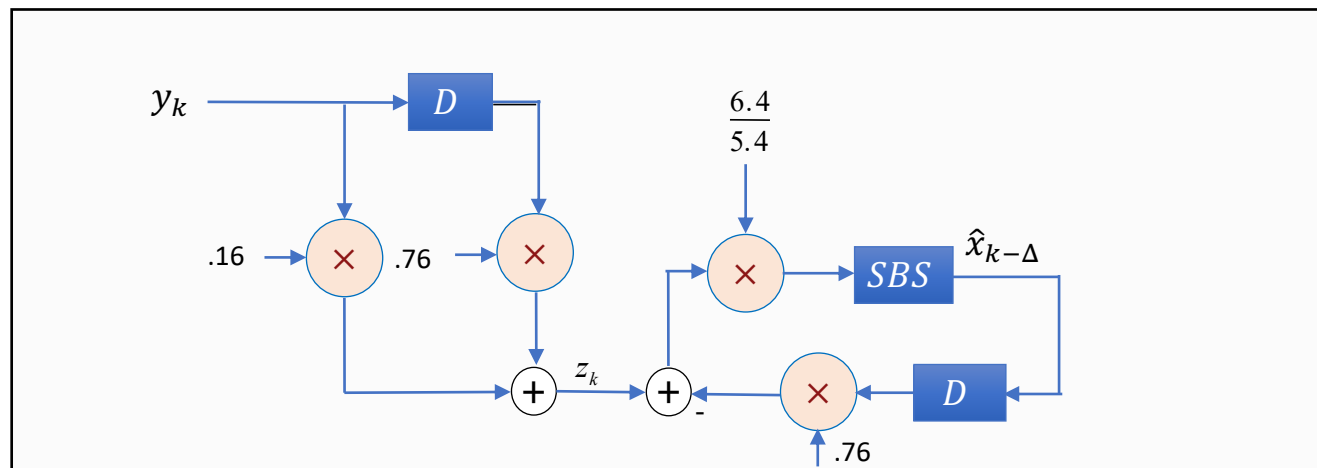 y_k
D
6.4
5.4
.16
×
.76
×
×
SBS
x̂_{k−Δ}
+
z_k
+
-
×
D
.76